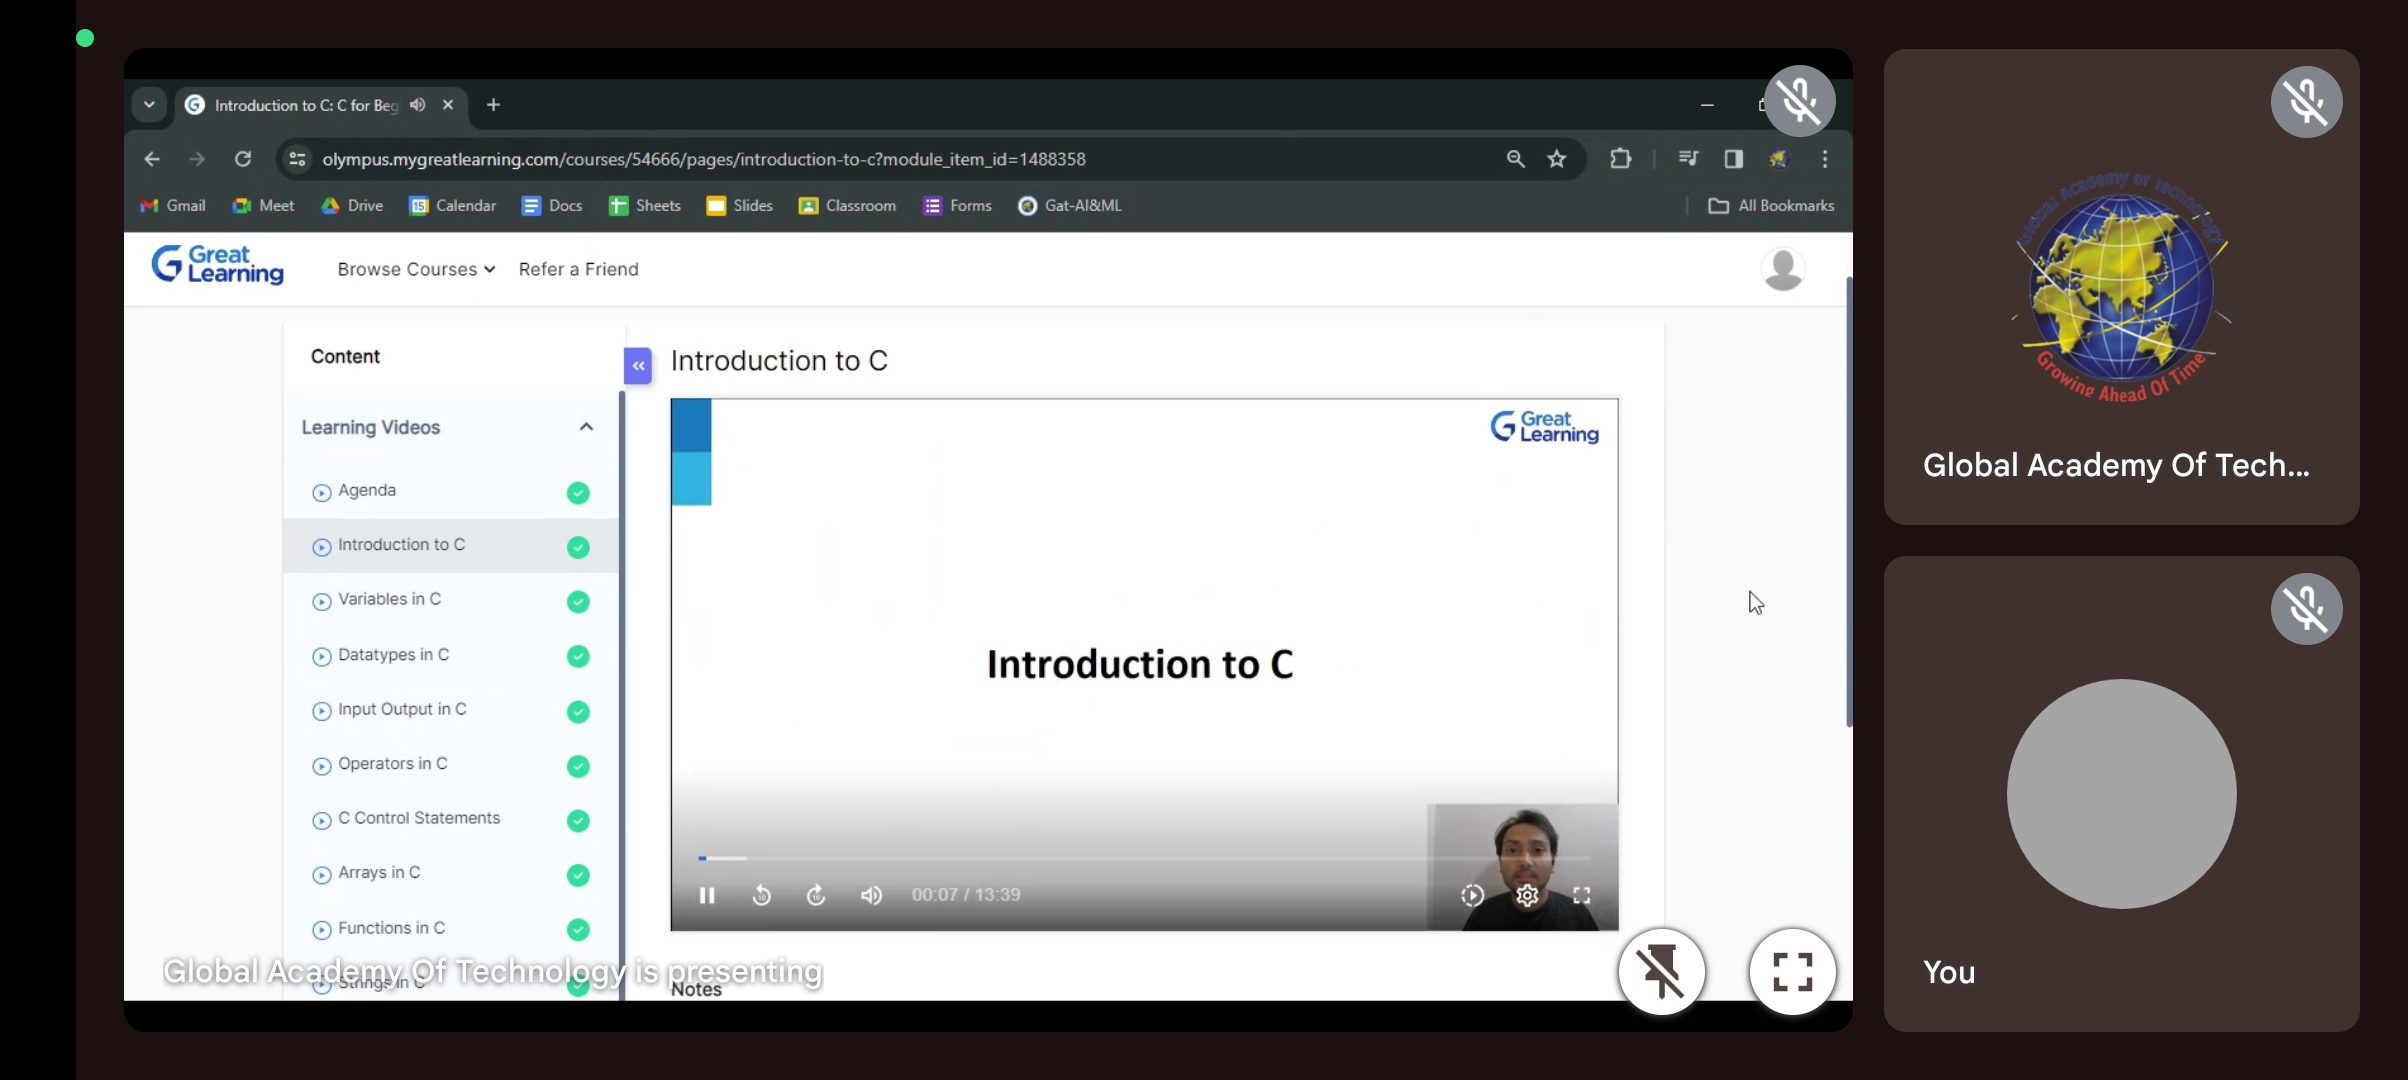 Introduction to C: C for Beg
olympus.mygreatlearning.com/courses/54666/pages/introduction-to-c?module_item_id=1488358
Gmail Meet Drive Calendar Docs Sheets Slides Classroom Forms Gat-AI&ML All Bookmarks
Great
Learning
Browse Courses Refer a Friend
Content
Learning Videos
Agenda
Introduction to C
Variables in C
Datatypes in C
Input Output in C
Operators in C
C Control Statements
Arrays in C
Functions in C
Strings in C
Introduction to C
Great
Learning
Introduction to C
00:07 / 13:39
Notes
Global Academy Of Technology is presenting
Global Academy of Technology
Growing Ahead Of Time
Global Academy Of Tech...
You